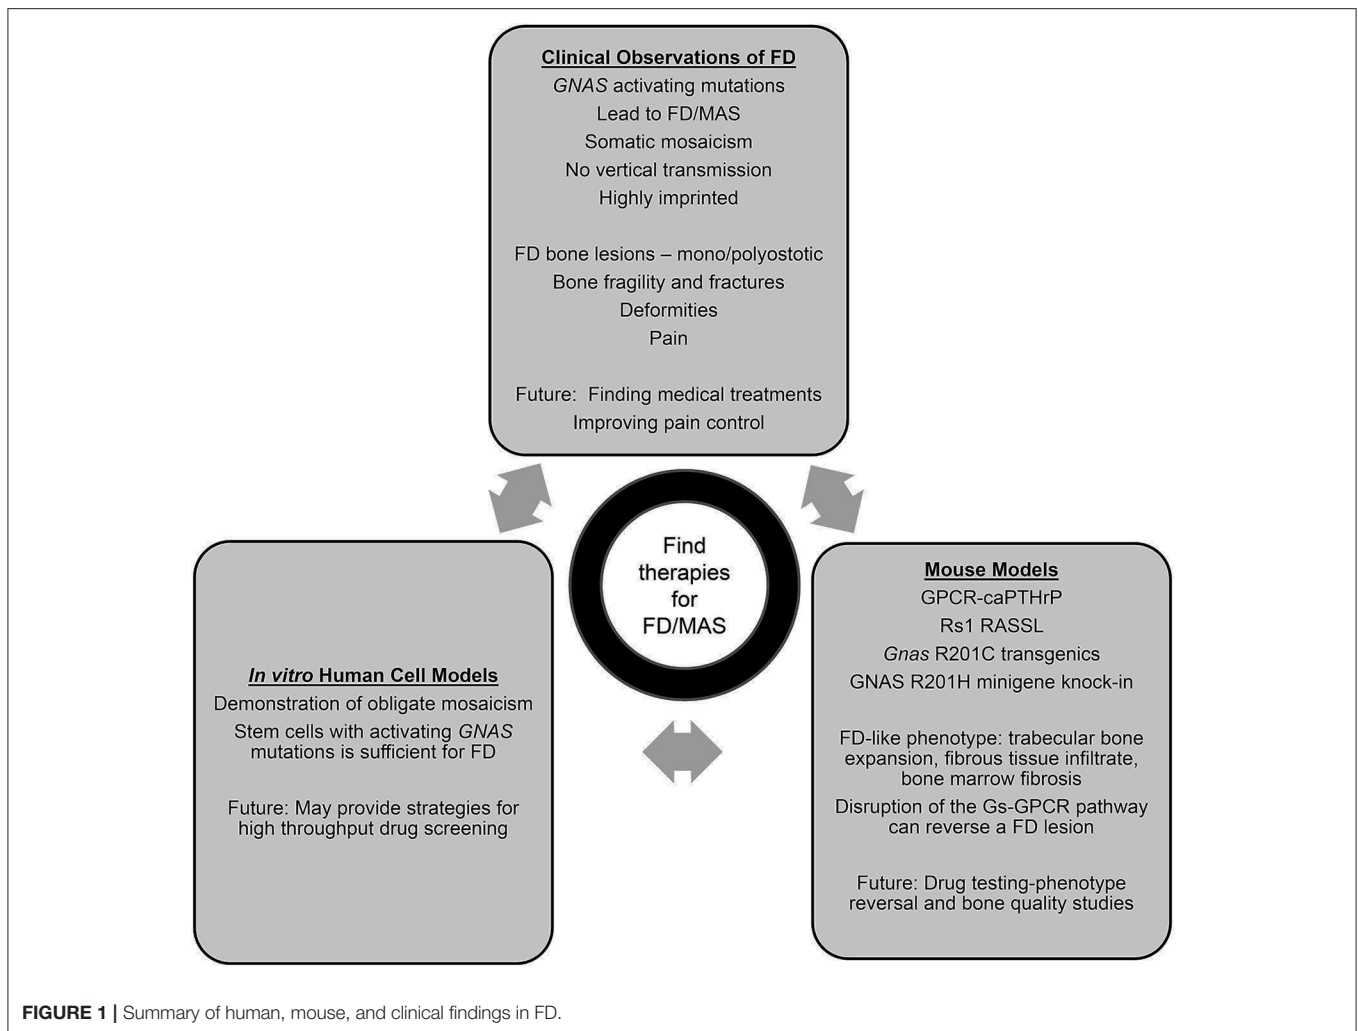 Clinical Observations of FD
GNAS activating mutations
Lead to FD/MAS
Somatic mosaicism
No vertical transmission
Highly imprinted
FD bone lesions – mono/polyostotic
Bone fragility and fractures
Deformities
Pain
Future:  Finding medical treatments
Improving pain control
Find
therapies
for
FD/MAS
In vitro Human Cell Models
Demonstration of obligate mosaicism
Stem cells with activating GNAS
mutations is sufficient for FD
Future: May provide strategies for
high throughput drug screening
Mouse Models
GPCR-caPTHrP
Rs1 RASSL
Gnas R201C transgenics
GNAS R201H minigene knock-in
FD-like phenotype: trabecular bone
expansion, fibrous tissue infiltrate,
bone marrow fibrosis
Disruption of the Gs-GPCR pathway
can reverse a FD lesion
Future: Drug testing-phenotype
reversal and bone quality studies
FIGURE 1 | Summary of human, mouse, and clinical findings in FD.